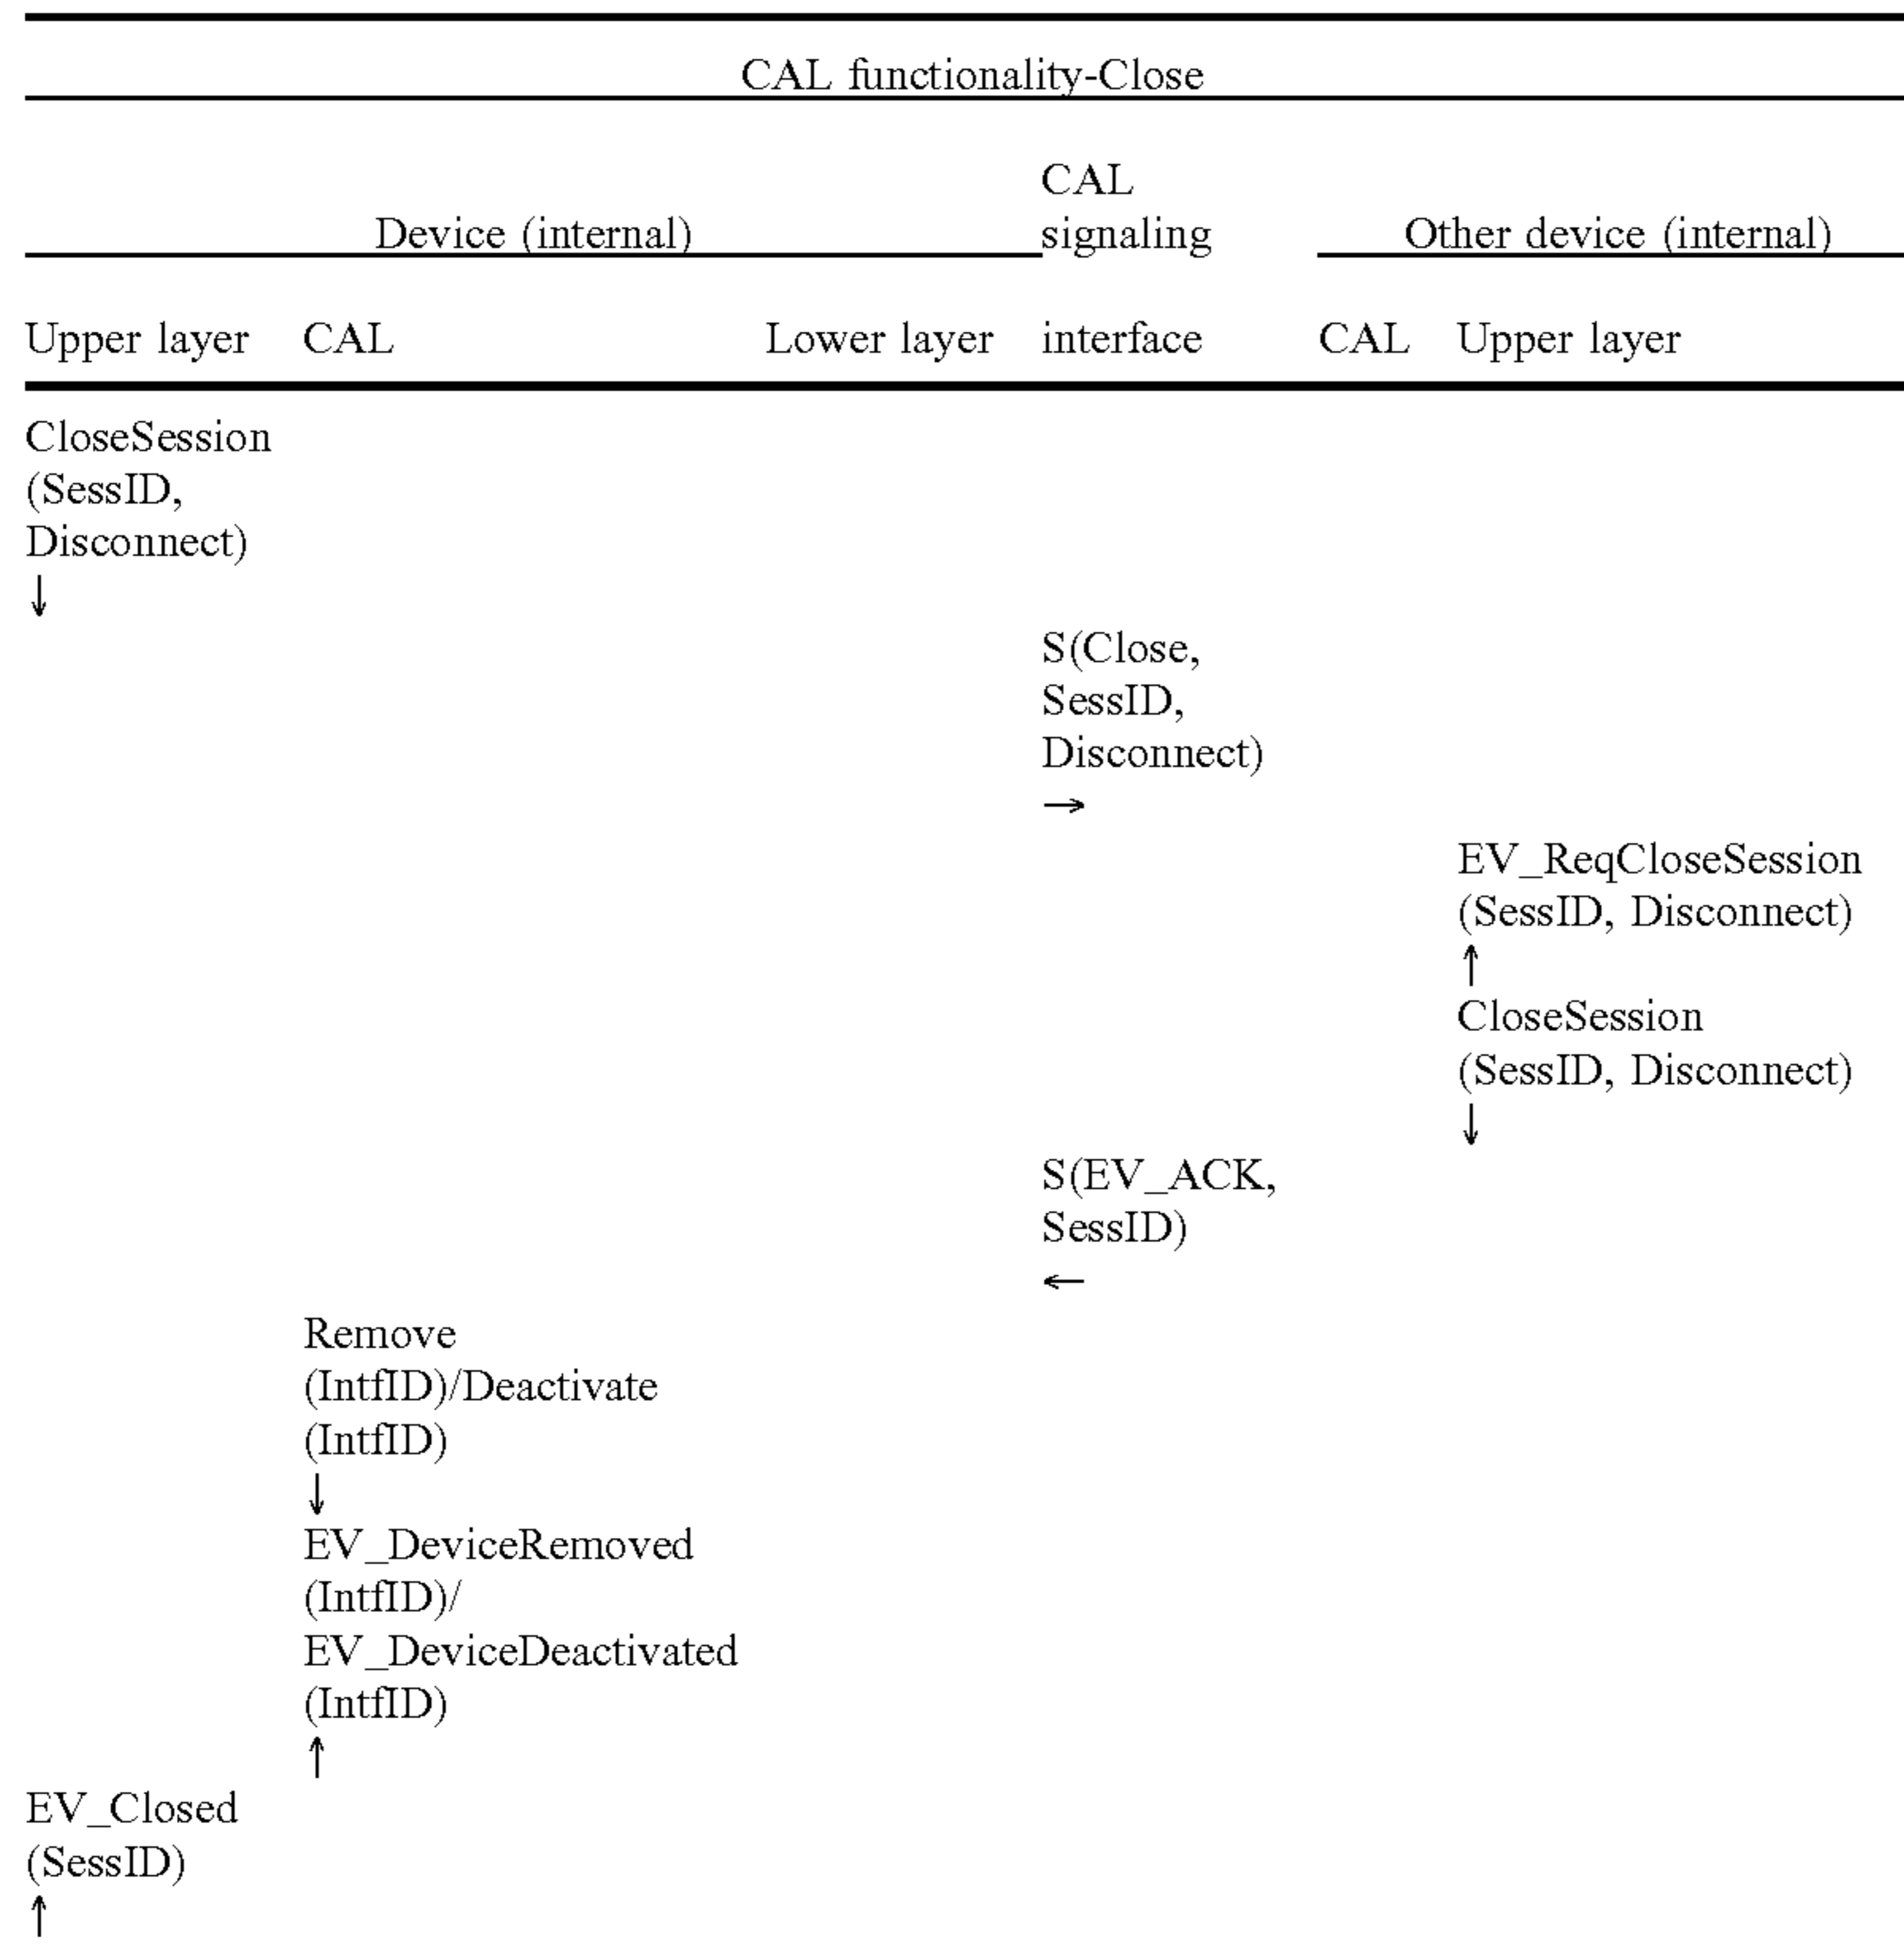 CAL functionality-Close
CAL
Device (internal) signaling Other device (internal)
Upper layer CAL Lower layer interface CAL Upper layer
CloseSession
(SessID,
Disconnect)
↓
S(Close,
SessID,
Disconnect)
→
EV_ReqCloseSession
(SessID, Disconnect)
↑
CloseSession
(SessID, Disconnect)
↓
S(EV_ACK,
SessID)
←
Remove
(IntfID)/Deactivate
(IntfID)
↓
EV_DeviceRemoved
(IntfID)/
EV_DeviceDeactivated
(IntfID)
↑
EV_Closed
(SessID)
↑